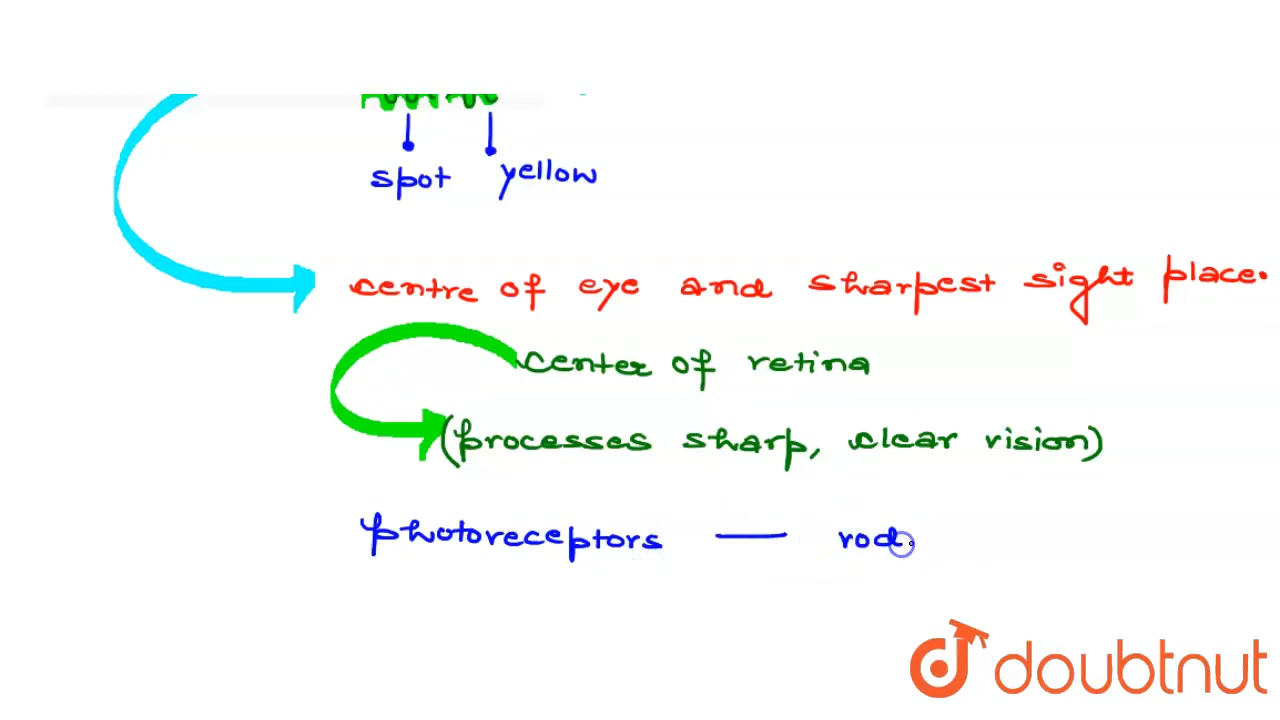 spot yellow
centre of eye and sharpest sight place.
center of retina
(processes sharp, clear vision)
photoreceptors — rod
doubtnut